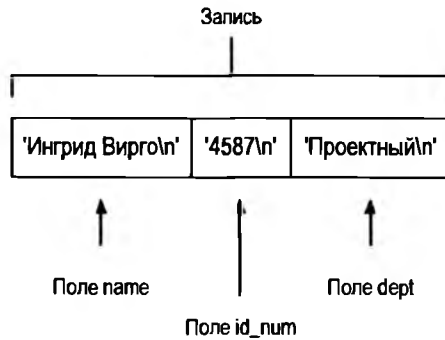 Запись
'Ингрид Вирго\n' '4587\n' 'Проектный\n'
Поле name Поле dept
Поле id_num